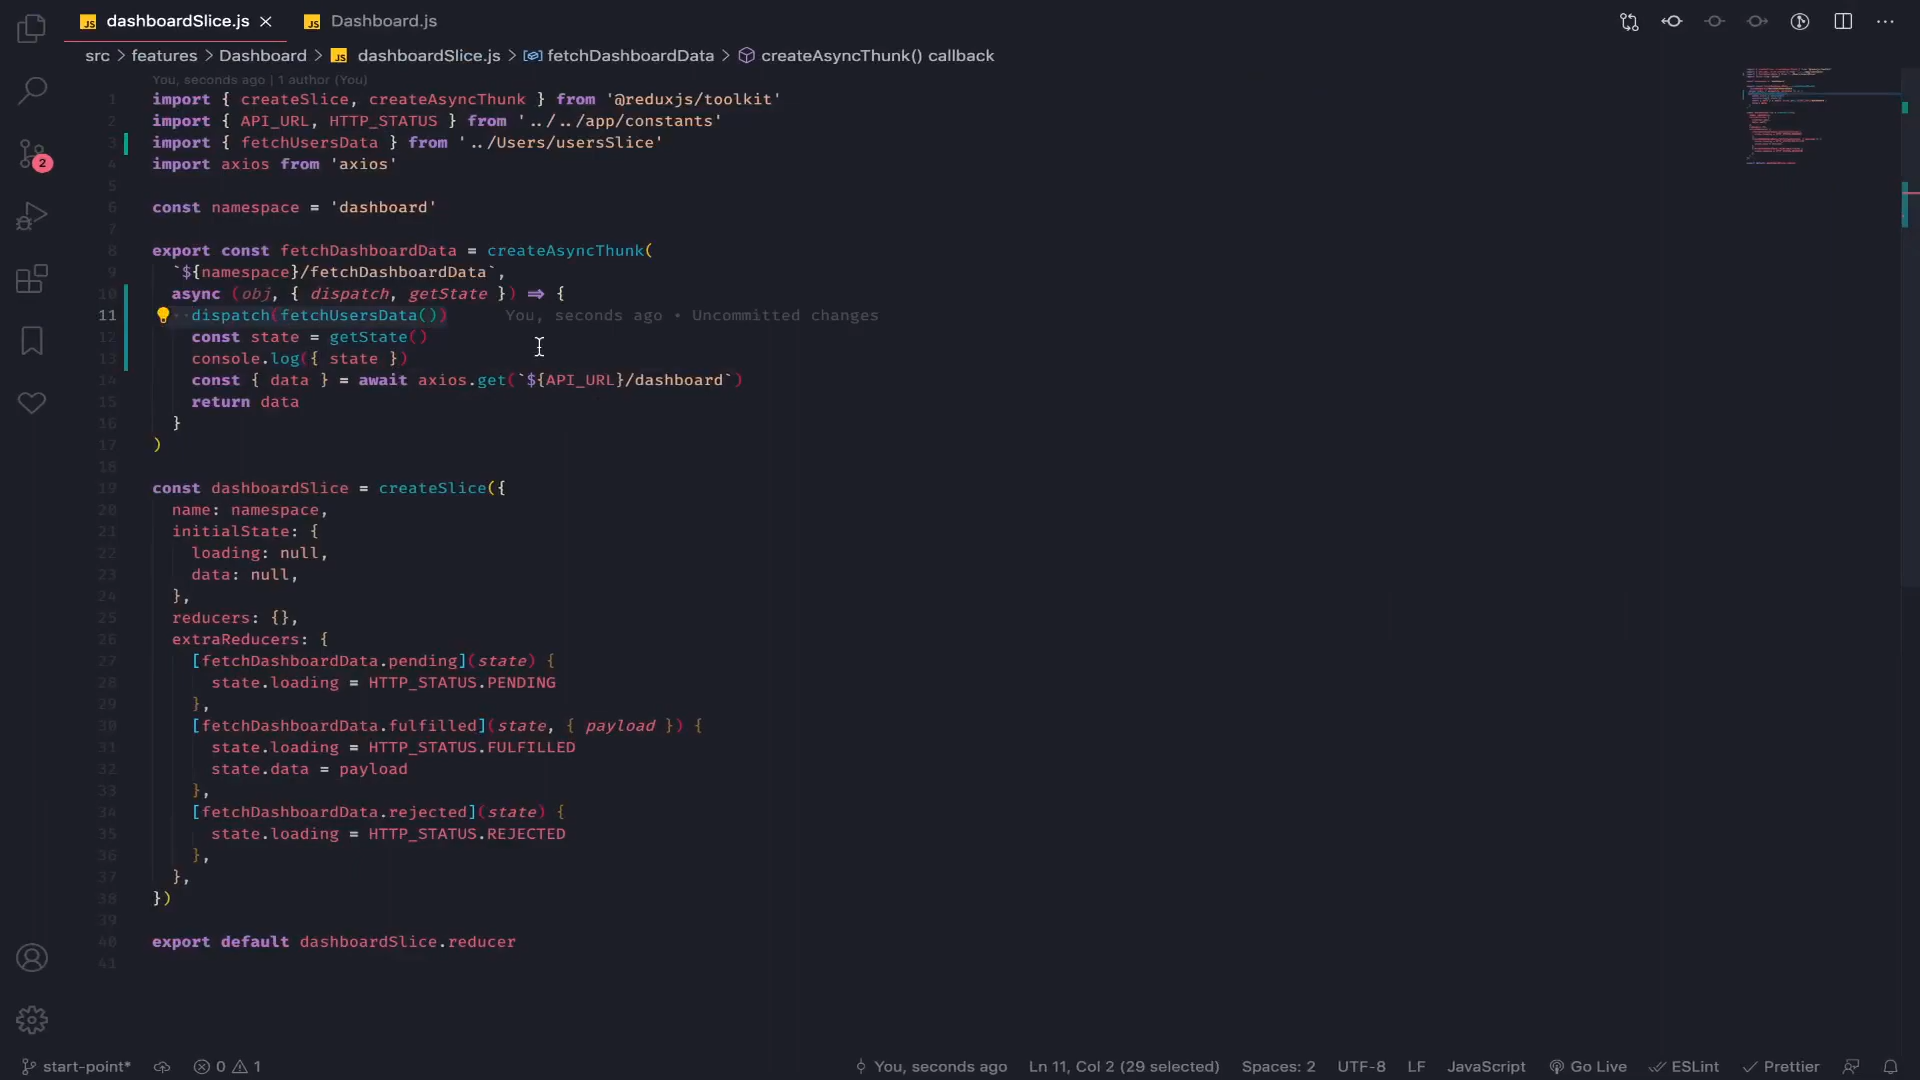 JS dashboardSlice.js
JS Dashboard.js
src > features > Dashboard > JS dashboardSlice.js > fetchDashboardData > createAsyncThunk() callback
You, seconds ago | 1 author (You)
1 import { createSlice, createAsyncThunk } from '@reduxjs/toolkit'
2 import { API_URL, HTTP_STATUS } from '../../app/constants'
3 import { fetchUsersData } from '../Users/usersSlice'
4 import axios from 'axios'
5
6 const namespace = 'dashboard'
7
8 export const fetchDashboardData = createAsyncThunk(
9 `${namespace}/fetchDashboardData`,
10 async (obj, { dispatch, getState }) => {
11 dispatch(fetchUsersData()) You, seconds ago • Uncommitted changes
12 const state = getState()
13 console.log({ state })
14 const { data } = await axios.get(`${API_URL}/dashboard`)
15 return data
16 }
17 )
18
19 const dashboardSlice = createSlice({
20 name: namespace,
21 initialState: {
22 loading: null,
23 data: null,
24 },
25 reducers: {},
26 extraReducers: {
27 [fetchDashboardData.pending](state) {
28 state.loading = HTTP_STATUS.PENDING
29 },
30 [fetchDashboardData.fulfilled](state, { payload }) {
31 state.loading = HTTP_STATUS.FULFILLED
32 state.data = payload
33 },
34 [fetchDashboardData.rejected](state) {
35 state.loading = HTTP_STATUS.REJECTED
36 },
37 },
38 })
39
40 export default dashboardSlice.reducer
41
2
start-point* 0 1 You, seconds ago Ln 11, Col 2 (29 selected) Spaces: 2 UTF-8 LF JavaScript Go Live ESLint Prettier